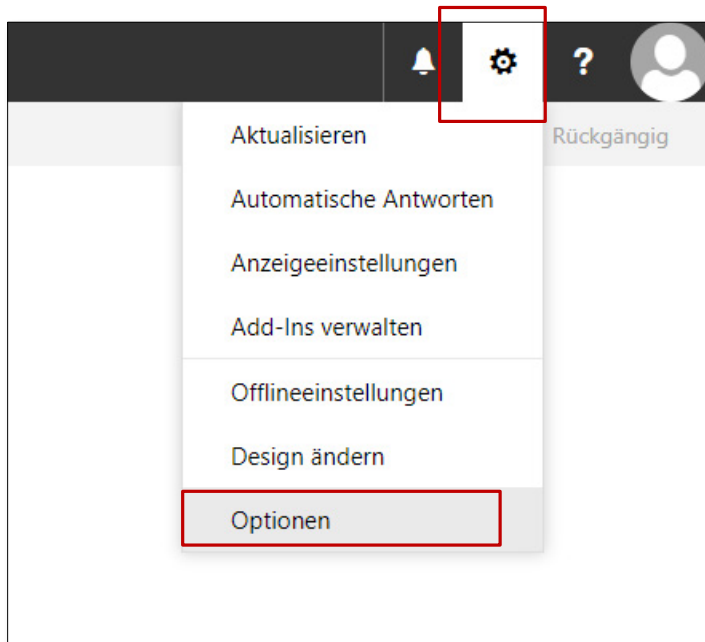 ?
Aktualisieren
Rückgängig
Automatische Antworten
Anzeigeeinstellungen
Add-Ins verwalten
Offlineeinstellungen
Design ändern
Optionen